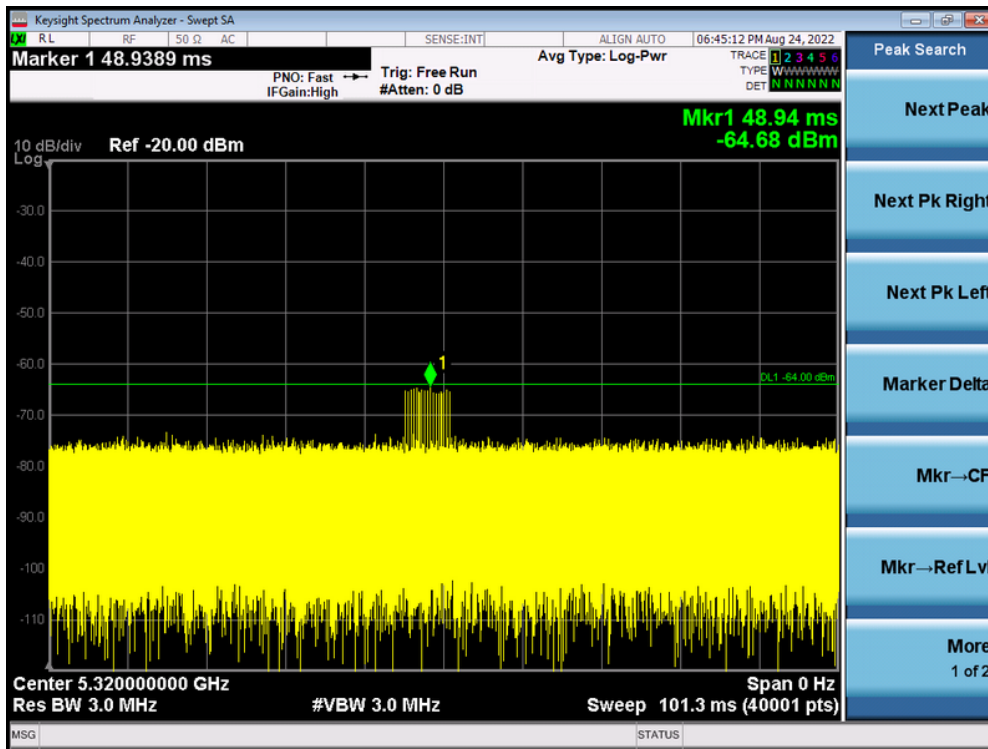 Keysight Spectrum Analyzer - Swept SA
LXI RL RF 50 Ω AC SENSE:INT ALIGN AUTO 06:45:12 PM Aug 24, 2022
Marker 1 48.9389 ms
PNO: Fast
IFGain:High
Trig: Free Run
#Atten: 0 dB
Avg Type: Log-Pwr
TRACE 1 2 3 4 5 6
TYPE WWWWWW
DET N N N N N N
Mkr1 48.94 ms
-64.68 dBm
10 dB/div
Log
Ref -20.00 dBm
-30.0
-40.0
-50.0
-60.0
-70.0
-80.0
-90.0
-100
-110
1
DL1 -64.00 dBm
Center 5.320000000 GHz
Span 0 Hz
Res BW 3.0 MHz
#VBW 3.0 MHz
Sweep 101.3 ms (40001 pts)
MSG
STATUS
Peak Search
Next Peak
Next Pk Right
Next Pk Left
Marker Delta
Mkr→CF
Mkr→Ref Lvl
More
1 of 2